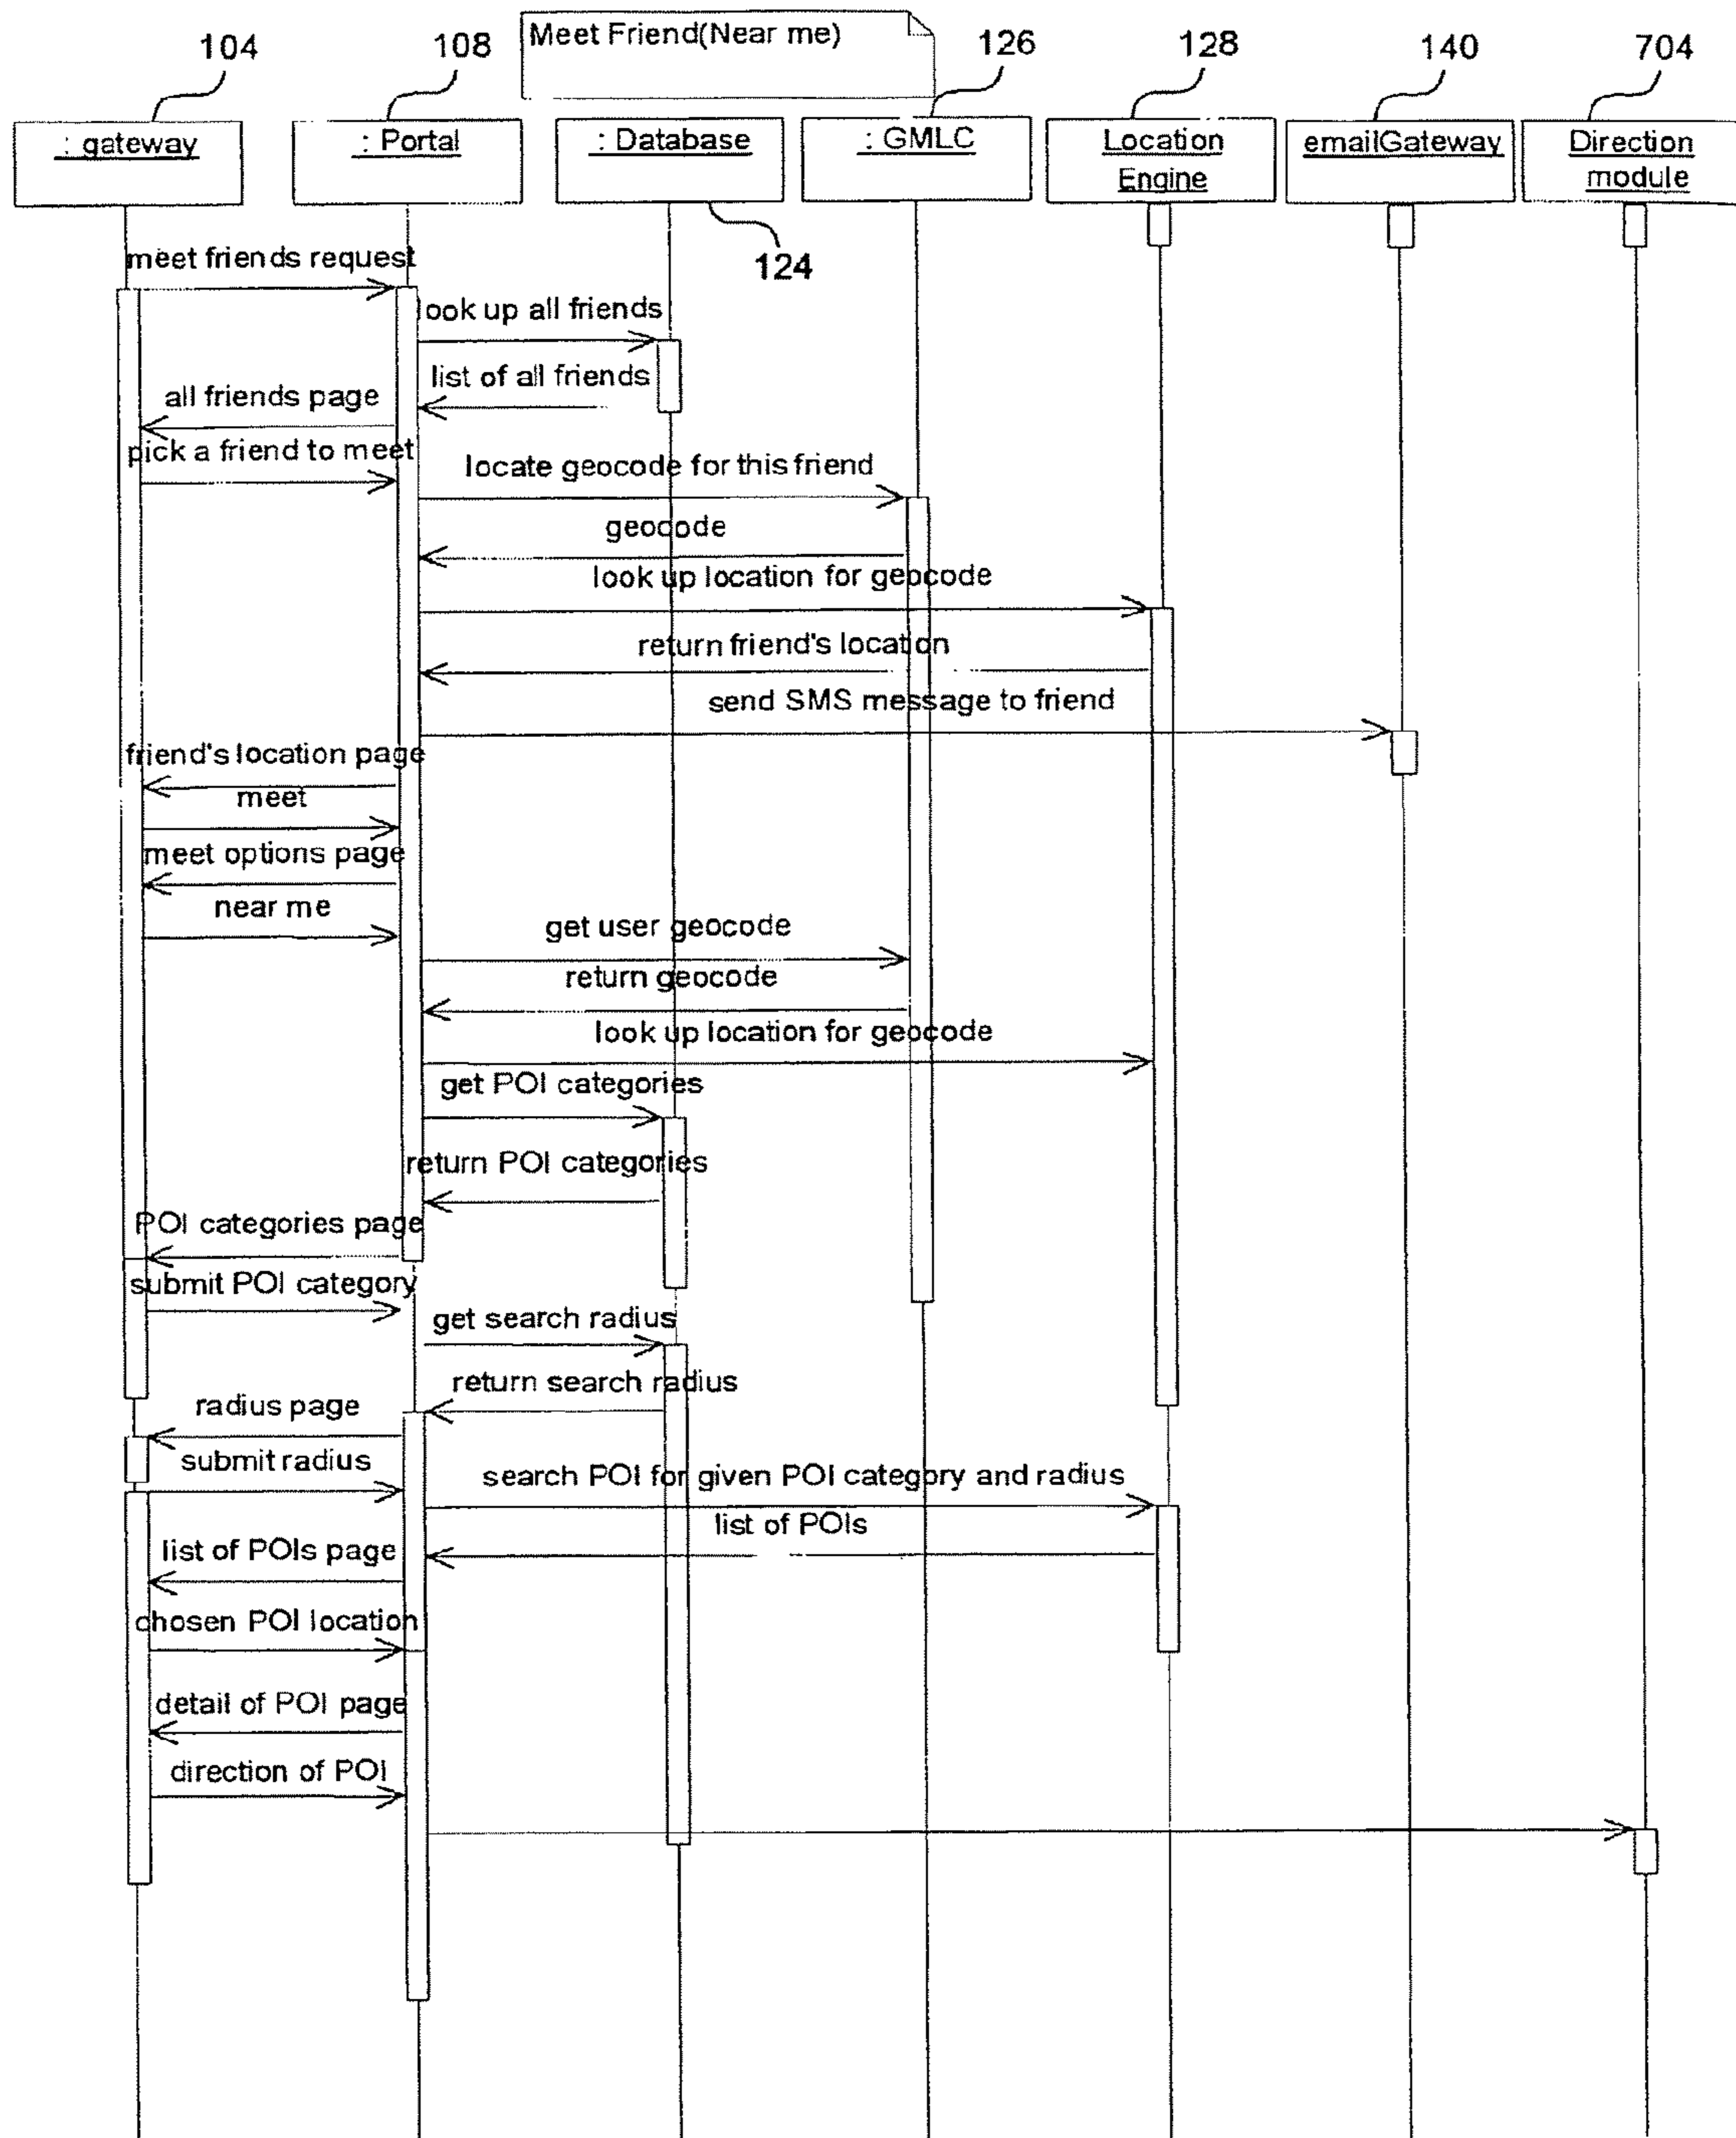 Meet Friend(Near me)
104
108
126
128
140
704
: gateway
: Portal
: Database
: GMLC
Location
Engine
emailGateway
Direction
module
124
meet friends request
look up all friends
list of all friends
all friends page
pick a friend to meet
locate geocode for this friend
geocode
look up location for geocode
return friend's location
send SMS message to friend
friend's location page
meet
meet options page
near me
get user geocode
return geocode
look up location for geocode
get POI categories
return POI categories
POI categories page
submit POI category
get search radius
return search radius
radius page
submit radius
search POI for given POI category and radius
list of POIs
list of POIs page
chosen POI location
detail of POI page
direction of POI